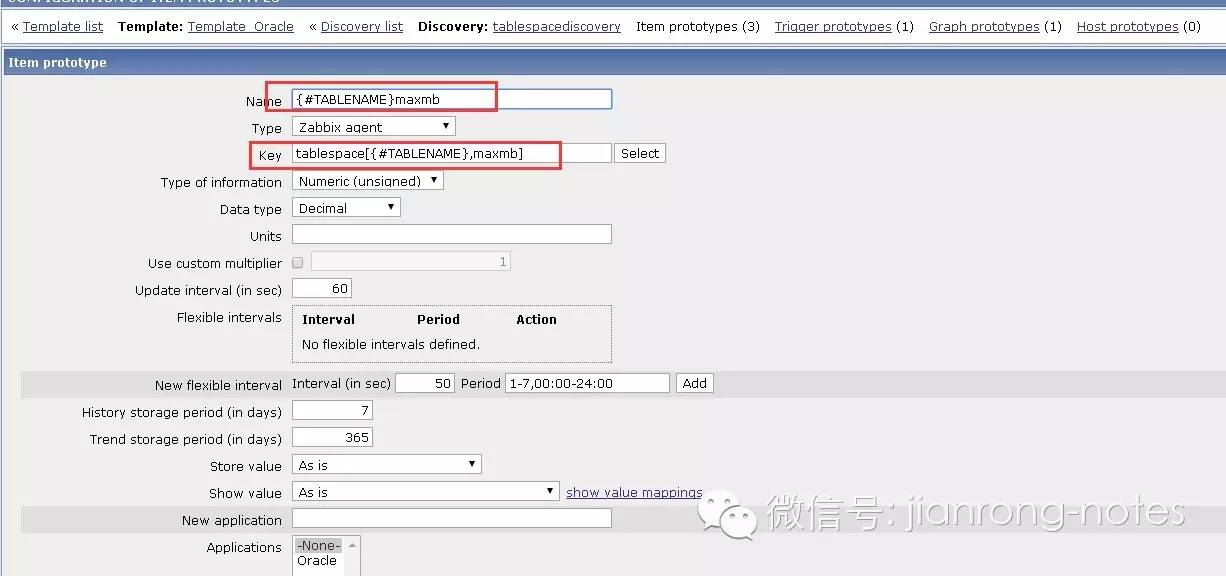 CONFIGURATION OF ITEM PROTOTYPES
« Template list Template: Template_Oracle « Discovery list Discovery: tablespacediscovery Item prototypes (3) Trigger prototypes (1) Graph prototypes (1) Host prototypes (0)
Item prototype
Name {#TABLENAME}maxmb
Type Zabbix agent
Key tablespace[{#TABLENAME},maxmb] Select
Type of information Numeric (unsigned)
Data type Decimal
Units
Use custom multiplier 1
Update interval (in sec) 60
Flexible intervals Interval Period Action
No flexible intervals defined.
New flexible interval Interval (in sec) 50 Period 1-7,00:00-24:00 Add
History storage period (in days) 7
Trend storage period (in days) 365
Store value As is
Show value As is show value mappings
微信号: jianrong-notes
New application
Applications -None-
Oracle